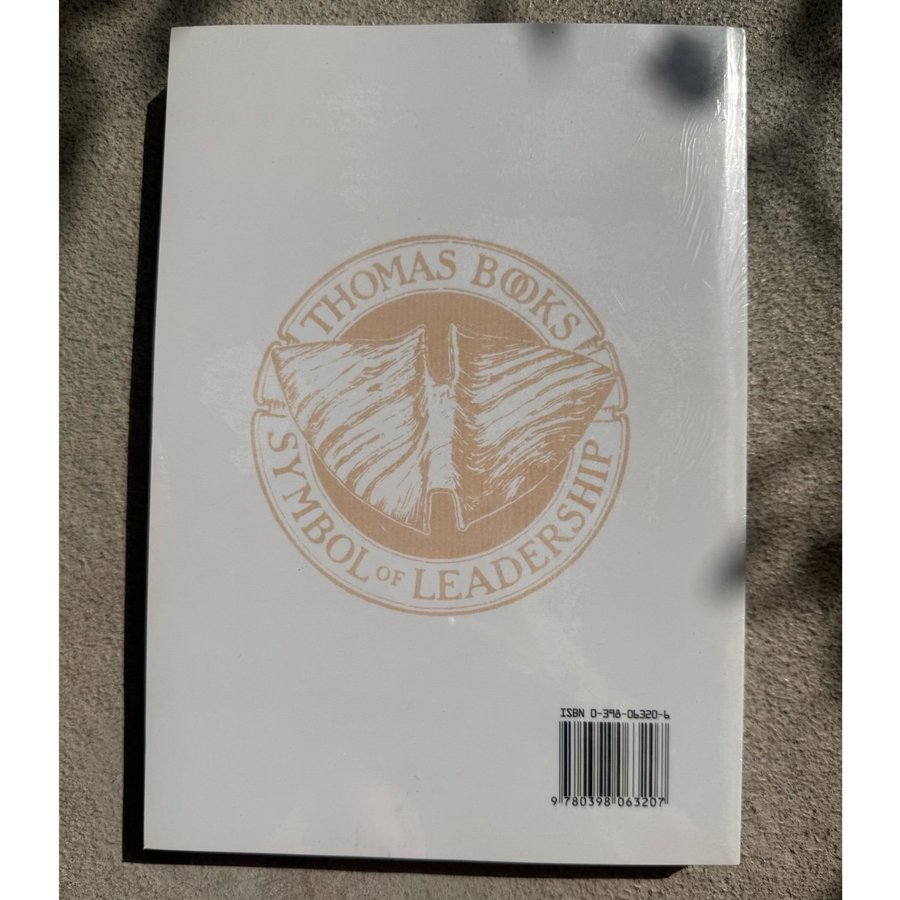 THOMAS BOOKS
SYMBOL OF LEADERSHIP
ISBN 0-398-06320-6
9 780398 063207